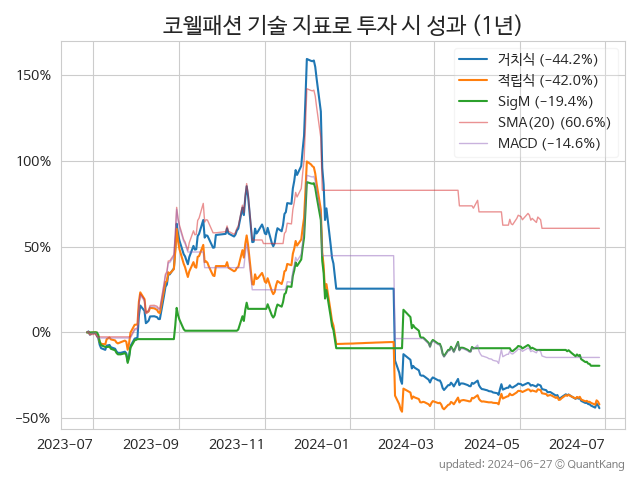 코웰패션 기술 지표로 투자 시 성과 (1년)
거치식 (−44.2%)
적립식 (−42.0%)
SigM (−19.4%)
SMA(20) (60.6%)
MACD (−14.6%)
150%
100%
50%
0%
−50%
2023-07 2023-09 2023-11 2024-01 2024-03 2024-05 2024-07
updated: 2024-06-27 © QuantKang